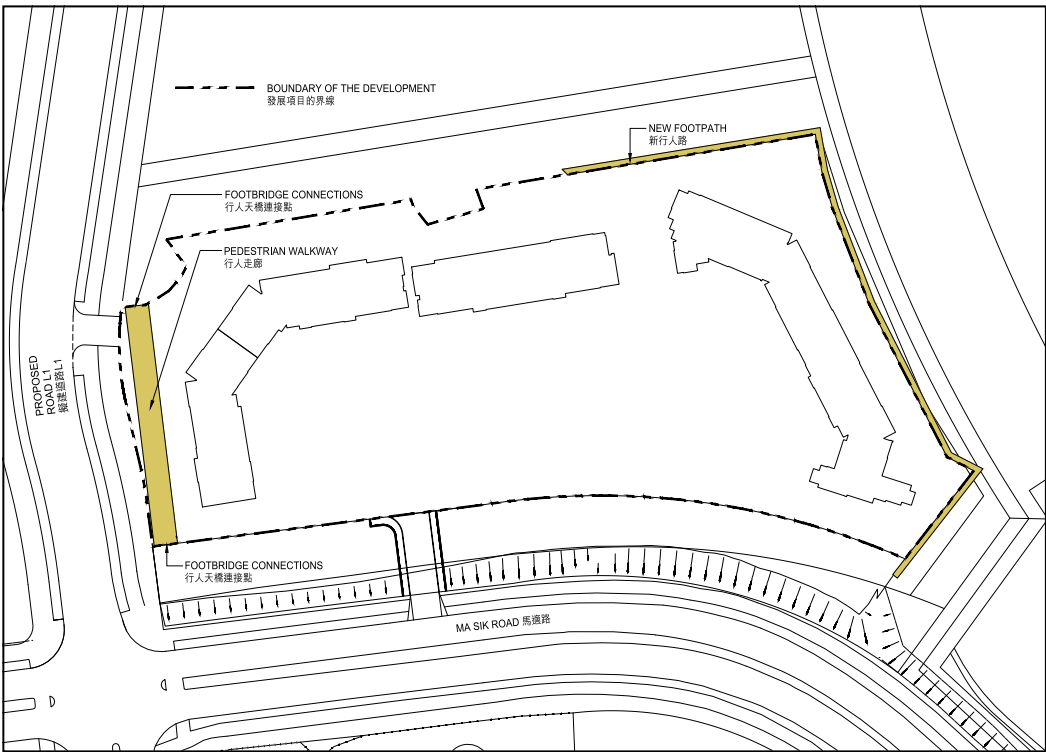 BOUNDARY OF THE DEVELOPMENT
發展項目的界線
NEW FOOTPATH
新行人路
FOOTBRIDGE CONNECTIONS
行人天橋連接點
PEDESTRIAN WALKWAY
行人走廊
PROPOSED
ROAD L1
擬建道路L1
FOOTBRIDGE CONNECTIONS
行人天橋連接點
MA SIK ROAD 馬適路